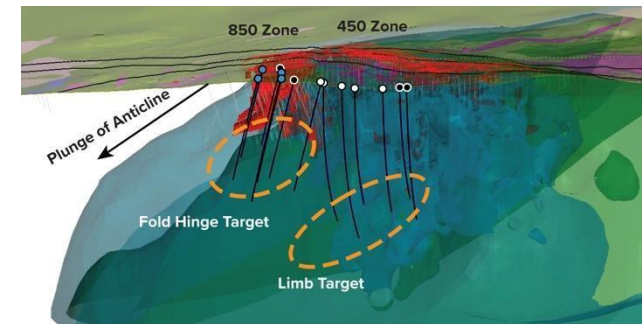 850 Zone
450 Zone
Plunge of Anticline
Fold Hinge Target
Limb Target